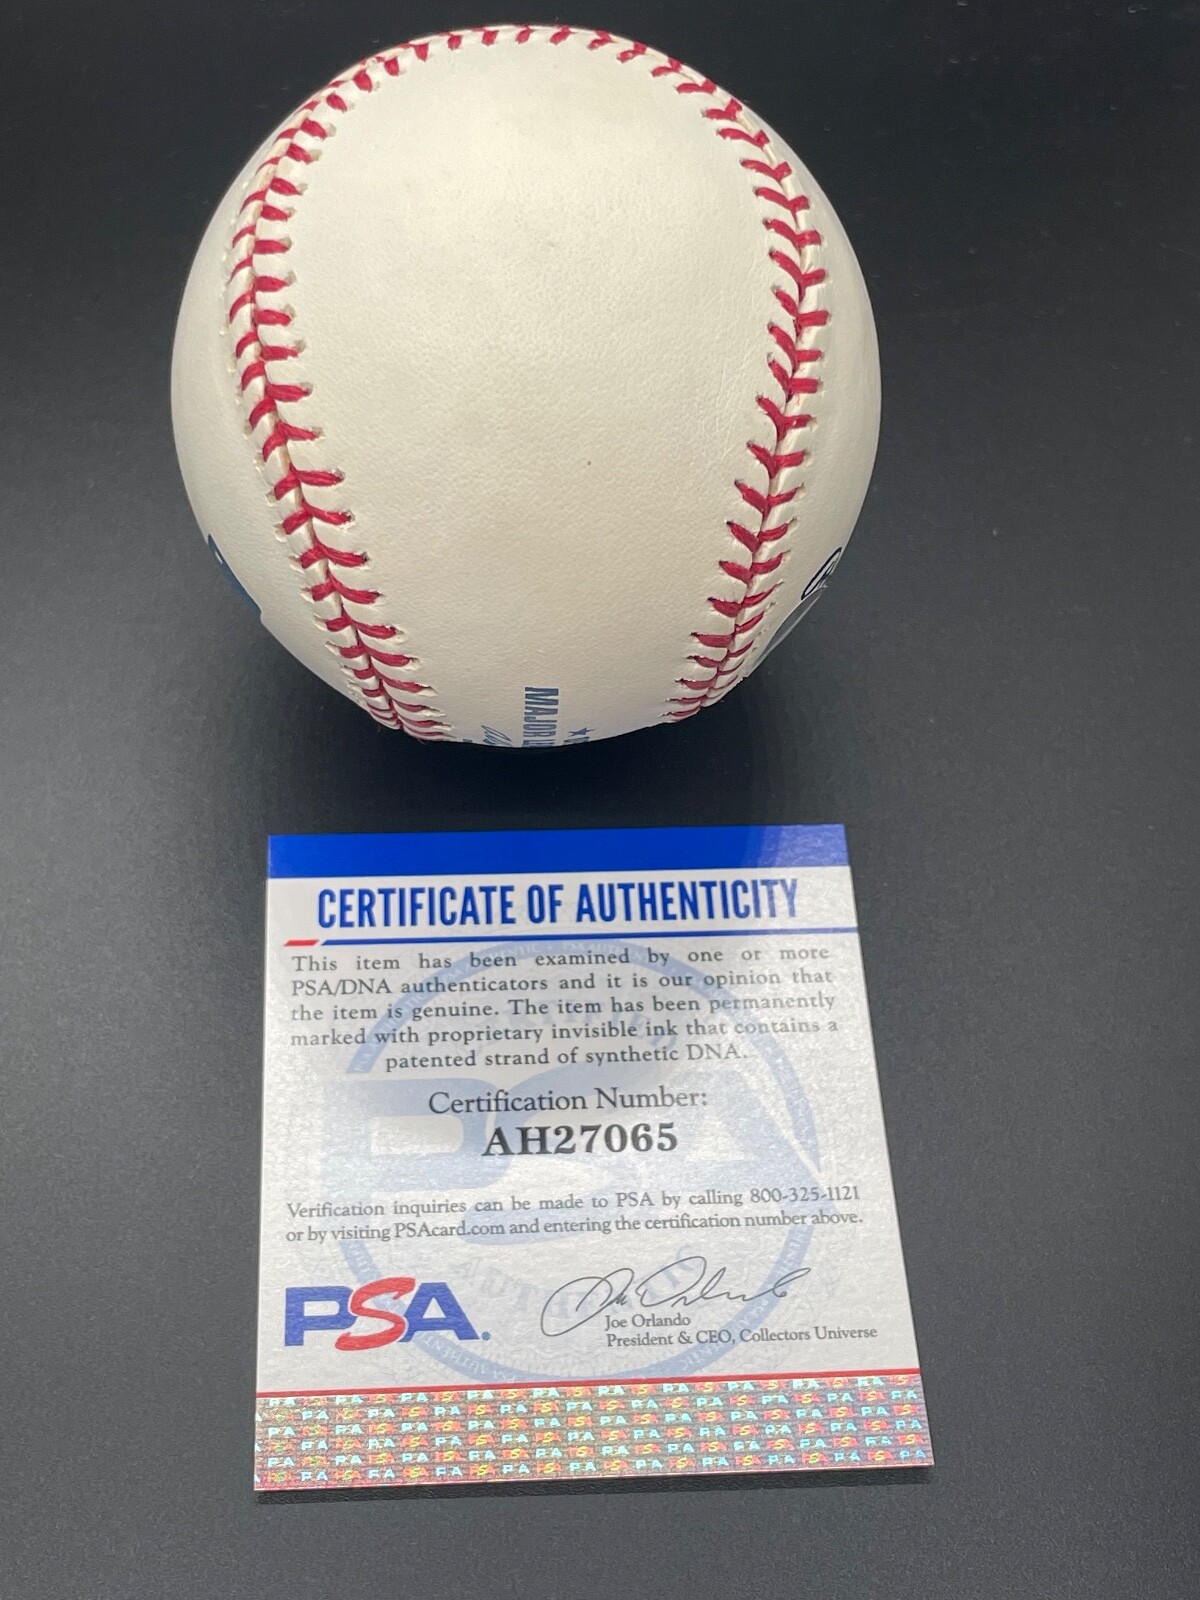 MAJOR
CERTIFICATE OF AUTHENTICITY
This item has been examined by one or more
PSA/DNA authenticators and it is our opinion that
the item is genuine. The item has been permanently
marked with proprietary invisible ink that contains a
patented strand of synthetic DNA.
Certification Number:
AH27065
Verification inquiries can be made to PSA by calling 800-325-1121
or by visiting PSAcard.com and entering the certification number above.
PSA.
Joe Orlando
President & CEO, Collectors Universe